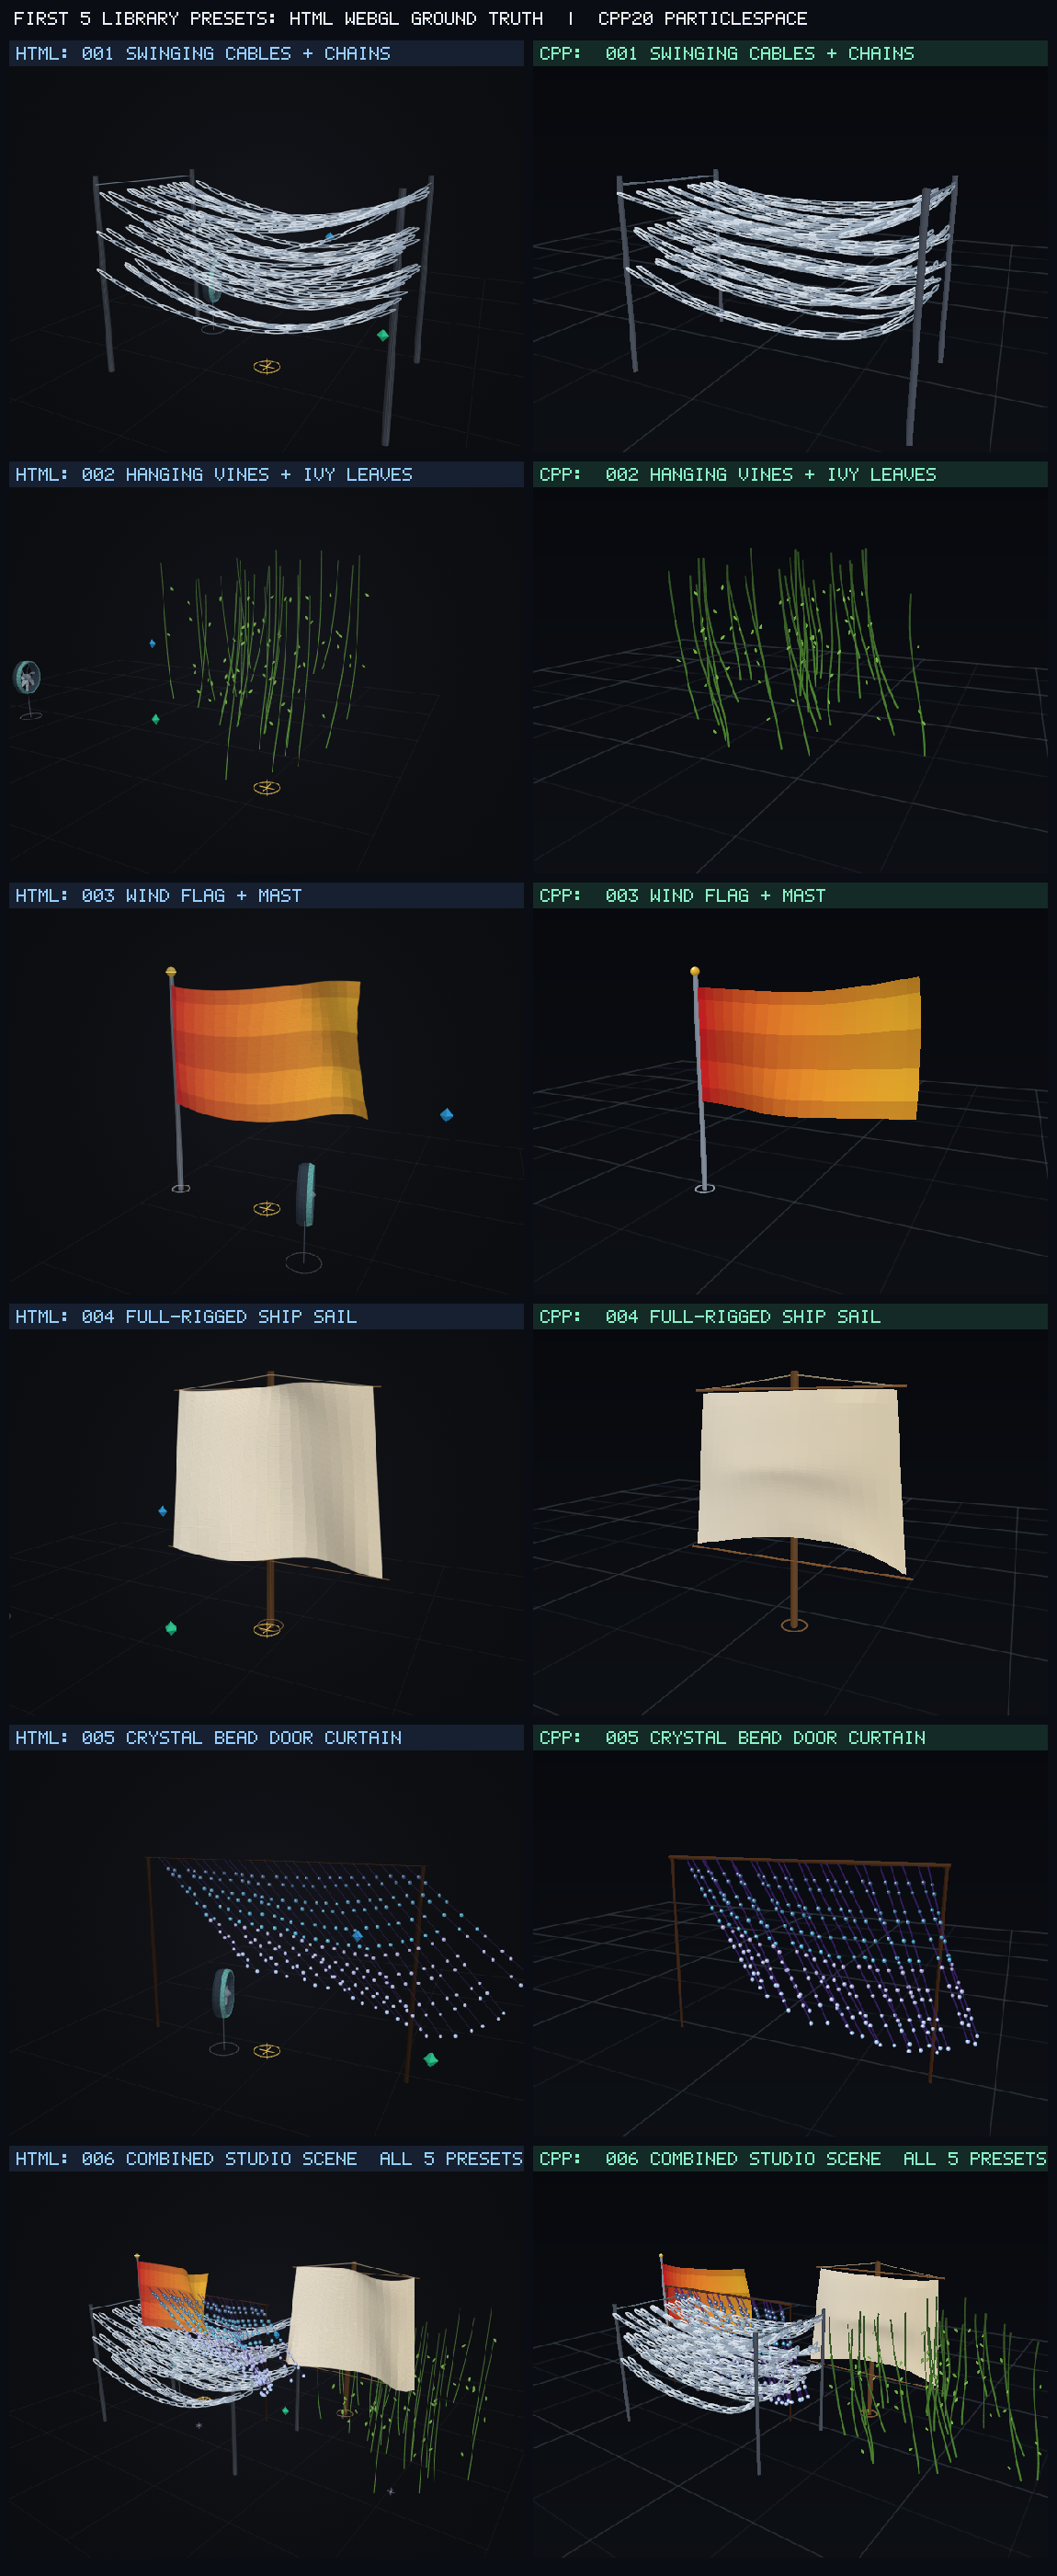 FIRST 5 LIBRARY PRESETS: HTML WEBGL GROUND TRUTH | CPP20 PARTICLESPACE
HTML: 001 SWINGING CABLES + CHAINS
CPP: 001 SWINGING CABLES + CHAINS
HTML: 002 HANGING VINES + IVY LEAVES
CPP: 002 HANGING VINES + IVY LEAVES
HTML: 003 WIND FLAG + MAST
CPP: 003 WIND FLAG + MAST
HTML: 004 FULL-RIGGED SHIP SAIL
CPP: 004 FULL-RIGGED SHIP SAIL
HTML: 005 CRYSTAL BEAD DOOR CURTAIN
CPP: 005 CRYSTAL BEAD DOOR CURTAIN
HTML: 006 COMBINED STUDIO SCENE ALL 5 PRESETS
CPP: 006 COMBINED STUDIO SCENE ALL 5 PRESETS